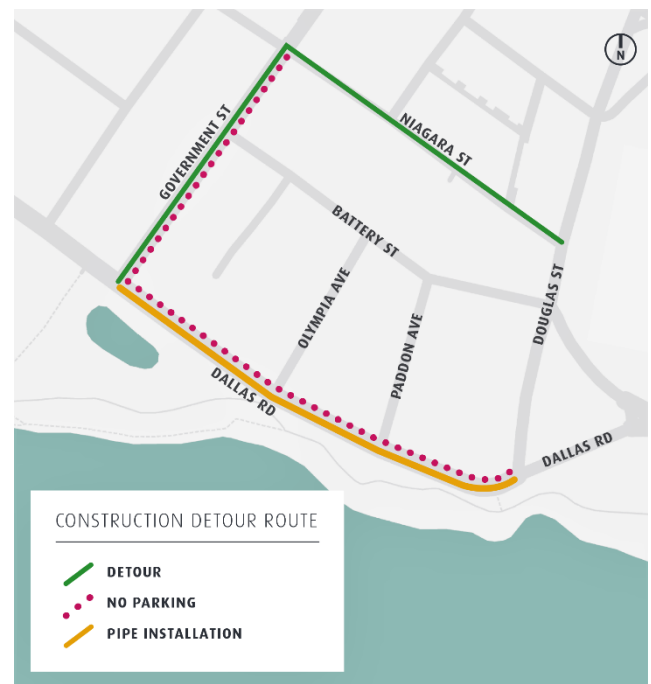 N
GOVERNMENT ST
NIAGARA ST
BATTERY ST
OLYMPIA AVE
PADDON AVE
DOUGLAS ST
DALLAS RD
DALLAS RD
CONSTRUCTION DETOUR ROUTE
DETOUR
NO PARKING
PIPE INSTALLATION